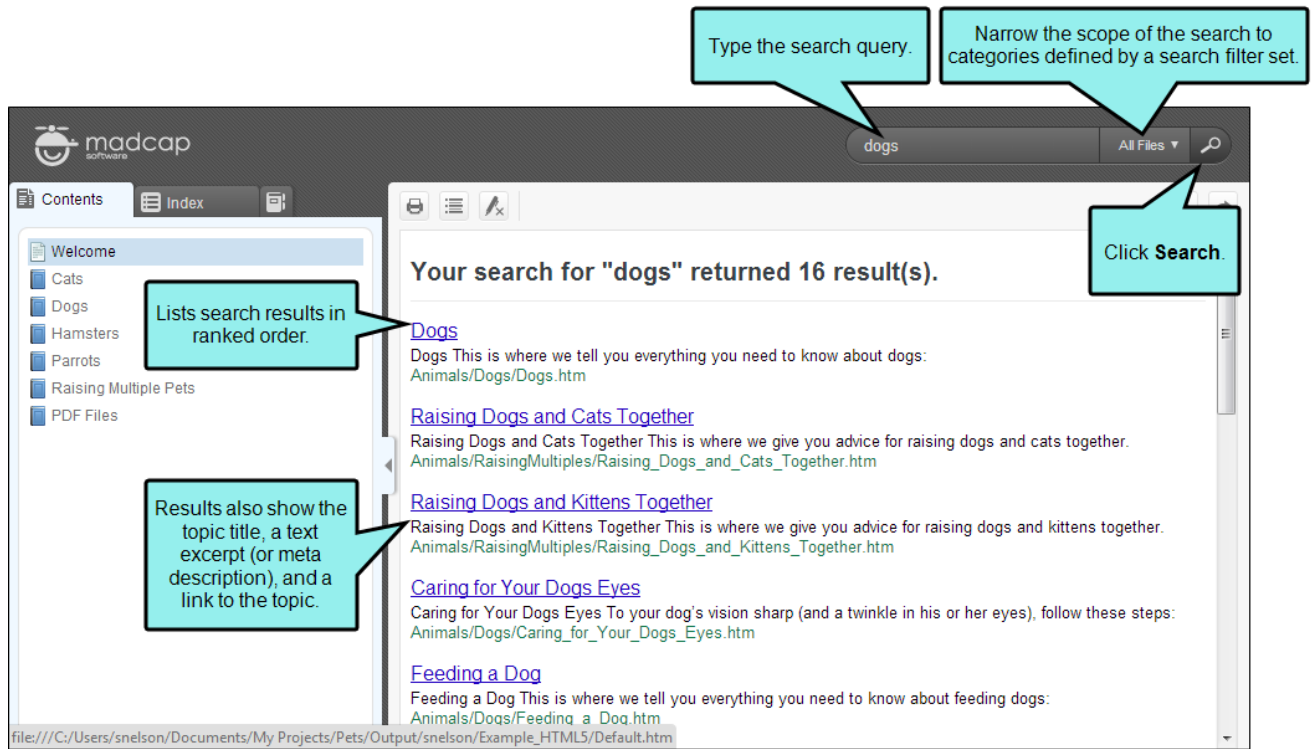 Type the search query.
Narrow the scope of the search to
categories defined by a search filter set.
madcap
software
dogs
All Files ▼
Contents
Index
Click Search.
Welcome
Cats
Dogs
Hamsters
Parrots
Raising Multiple Pets
PDF Files
Lists search results in
ranked order.
Results also show the
topic title, a text
excerpt (or meta
description), and a
link to the topic.
Your search for "dogs" returned 16 result(s).
Dogs
Dogs This is where we tell you everything you need to know about dogs:
Animals/Dogs/Dogs.htm
Raising Dogs and Cats Together
Raising Dogs and Cats Together This is where we give you advice for raising dogs and cats together.
Animals/RaisingMultiples/Raising_Dogs_and_Cats_Together.htm
Raising Dogs and Kittens Together
Raising Dogs and Kittens Together This is where we give you advice for raising dogs and kittens together.
Animals/RaisingMultiples/Raising_Dogs_and_Kittens_Together.htm
Caring for Your Dogs Eyes
Caring for Your Dogs Eyes To your dog's vision sharp (and a twinkle in his or her eyes), follow these steps:
Animals/Dogs/Caring_for_Your_Dogs_Eyes.htm
Feeding a Dog
Feeding a Dog This is where we tell you everything you need to know about feeding dogs:
Animals/Dogs/Feeding_a_Dog.htm
file:///C:/Users/snelson/Documents/My Projects/Pets/Output/snelson/Example_HTML5/Default.htm